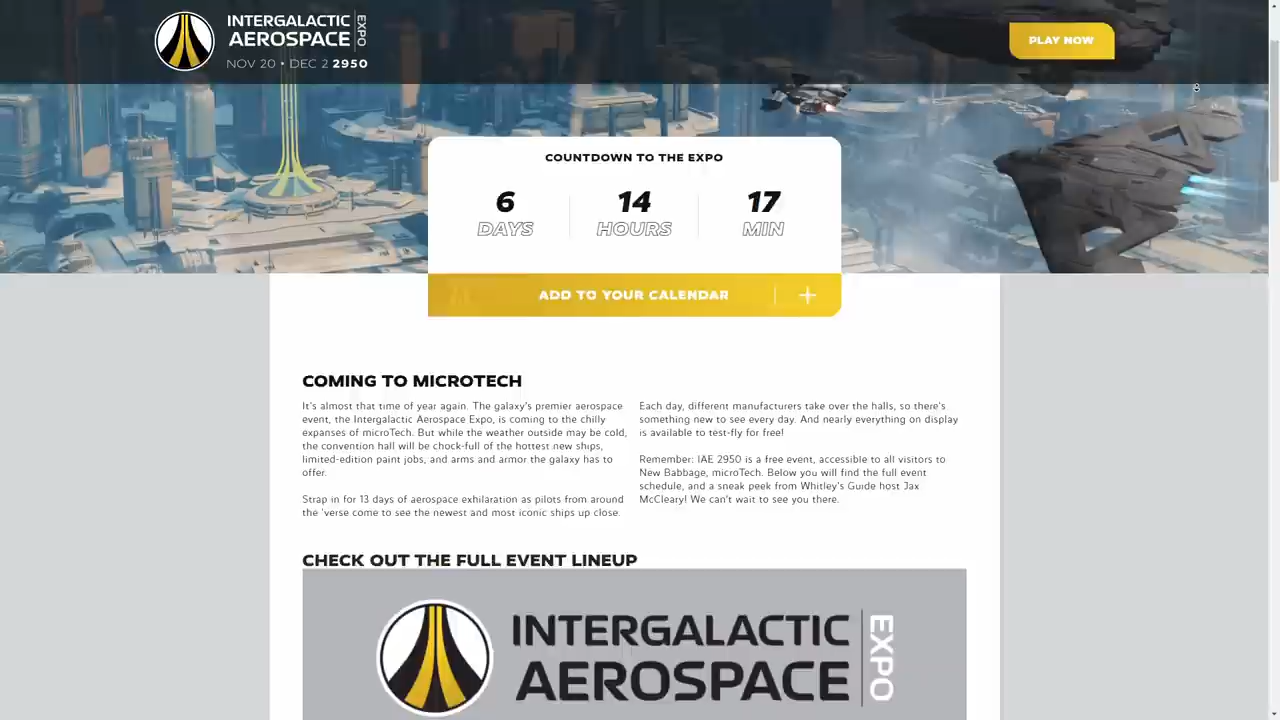 INTERGALACTIC
AEROSPACE
EXPO
NOV 20 • DEC 2 2950
PLAY NOW
COUNTDOWN TO THE EXPO
6 14 17
DAYS HOURS MIN
ADD TO YOUR CALENDAR +
COMING TO MICROTECH
It's almost that time of year again. The galaxy's premier aerospace
event, the Intergalactic Aerospace Expo, is coming to the chilly
expanses of microTech. But while the weather outside may be cold,
the convention hall will be chock-full of the hottest new ships,
limited-edition paint jobs, and arms and armor the galaxy has to
offer.
Strap in for 13 days of aerospace exhilaration as pilots from around
the 'verse come to see the newest and most iconic ships up close.
Each day, different manufacturers take over the halls, so there's
something new to see every day. And nearly everything on display
is available to test-fly for free!
Remember: IAE 2950 is a free event, accessible to all visitors to
New Babbage, microTech. Below you will find the full event
schedule, and a sneak peek from Whitley's Guide host Jax
McCleary! We can't wait to see you there.
CHECK OUT THE FULL EVENT LINEUP
INTERGALACTIC
AEROSPACE
EXPO